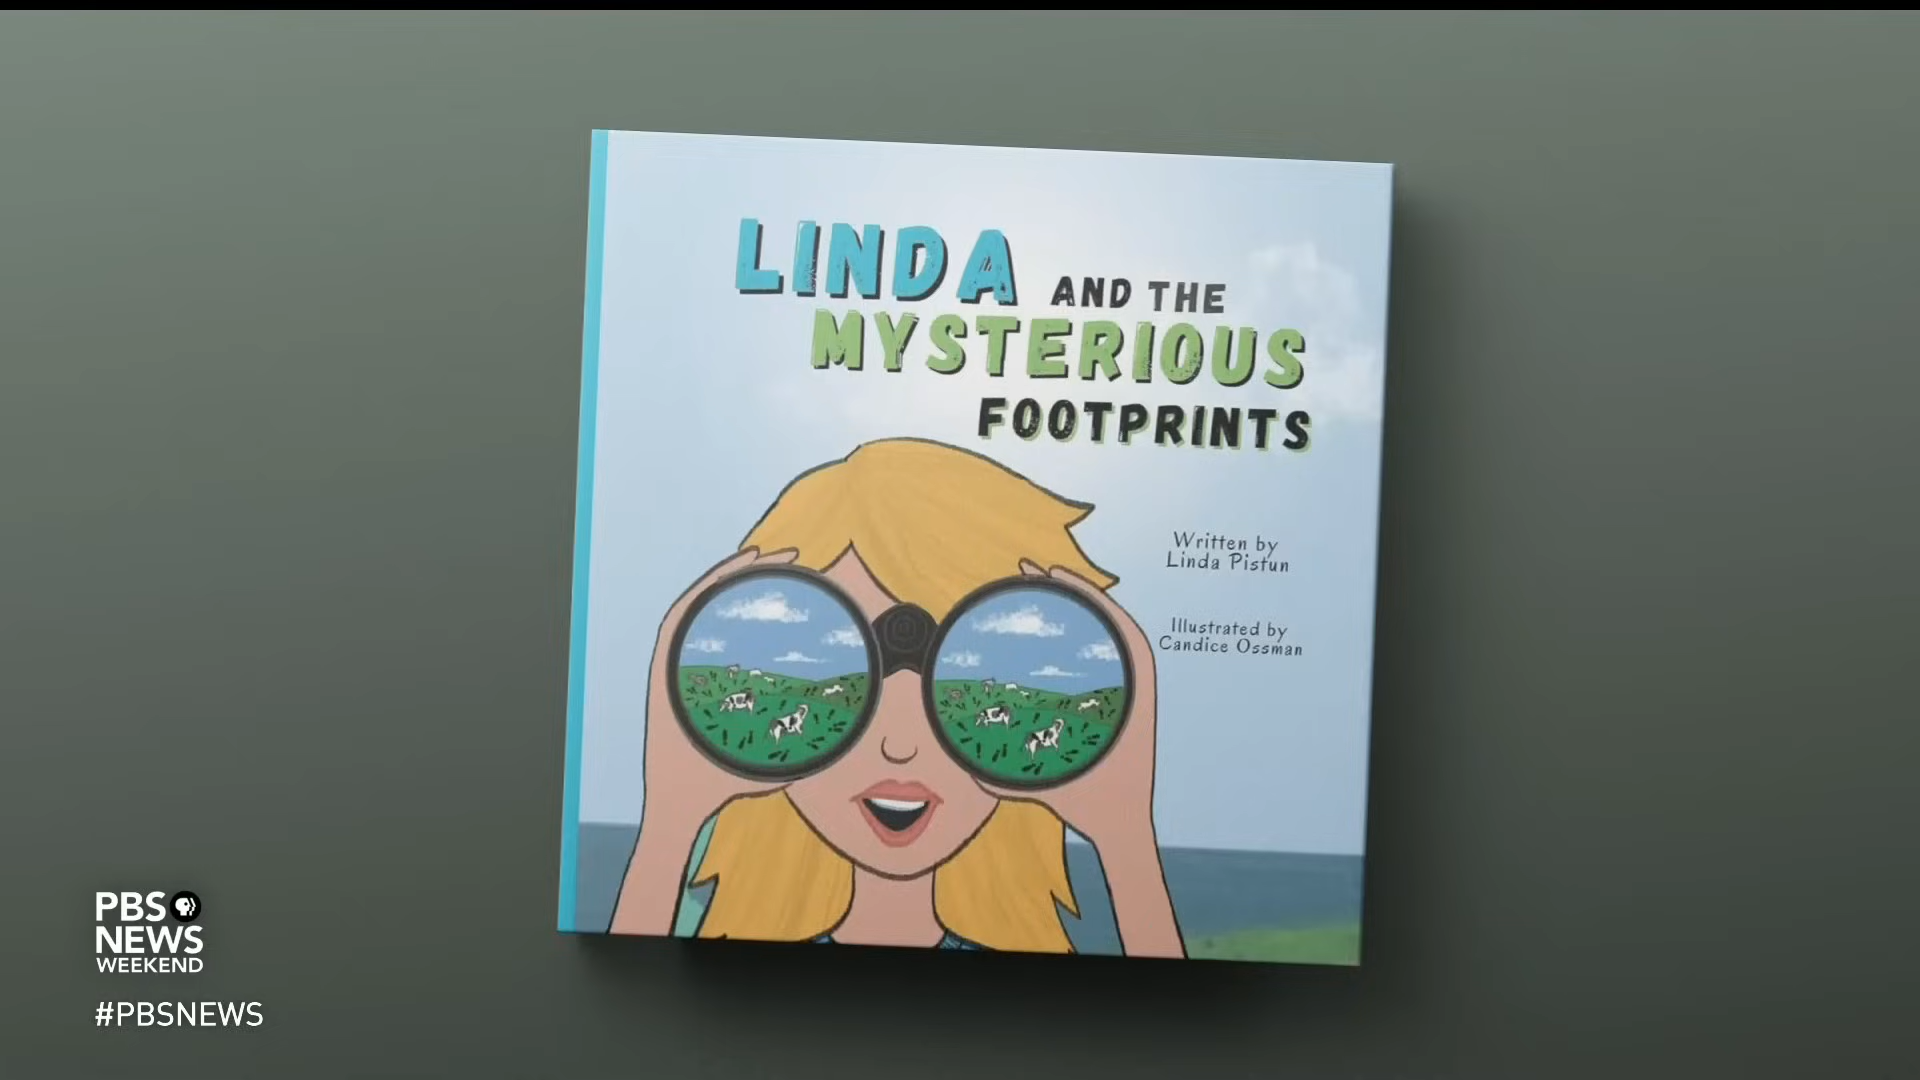 LINDA AND THE
MYSTERIOUS
FOOTPRINTS
Written by
Linda Pistun
Illustrated by
Candice Ossman
PBS
NEWS
WEEKEND
#PBSNEWS